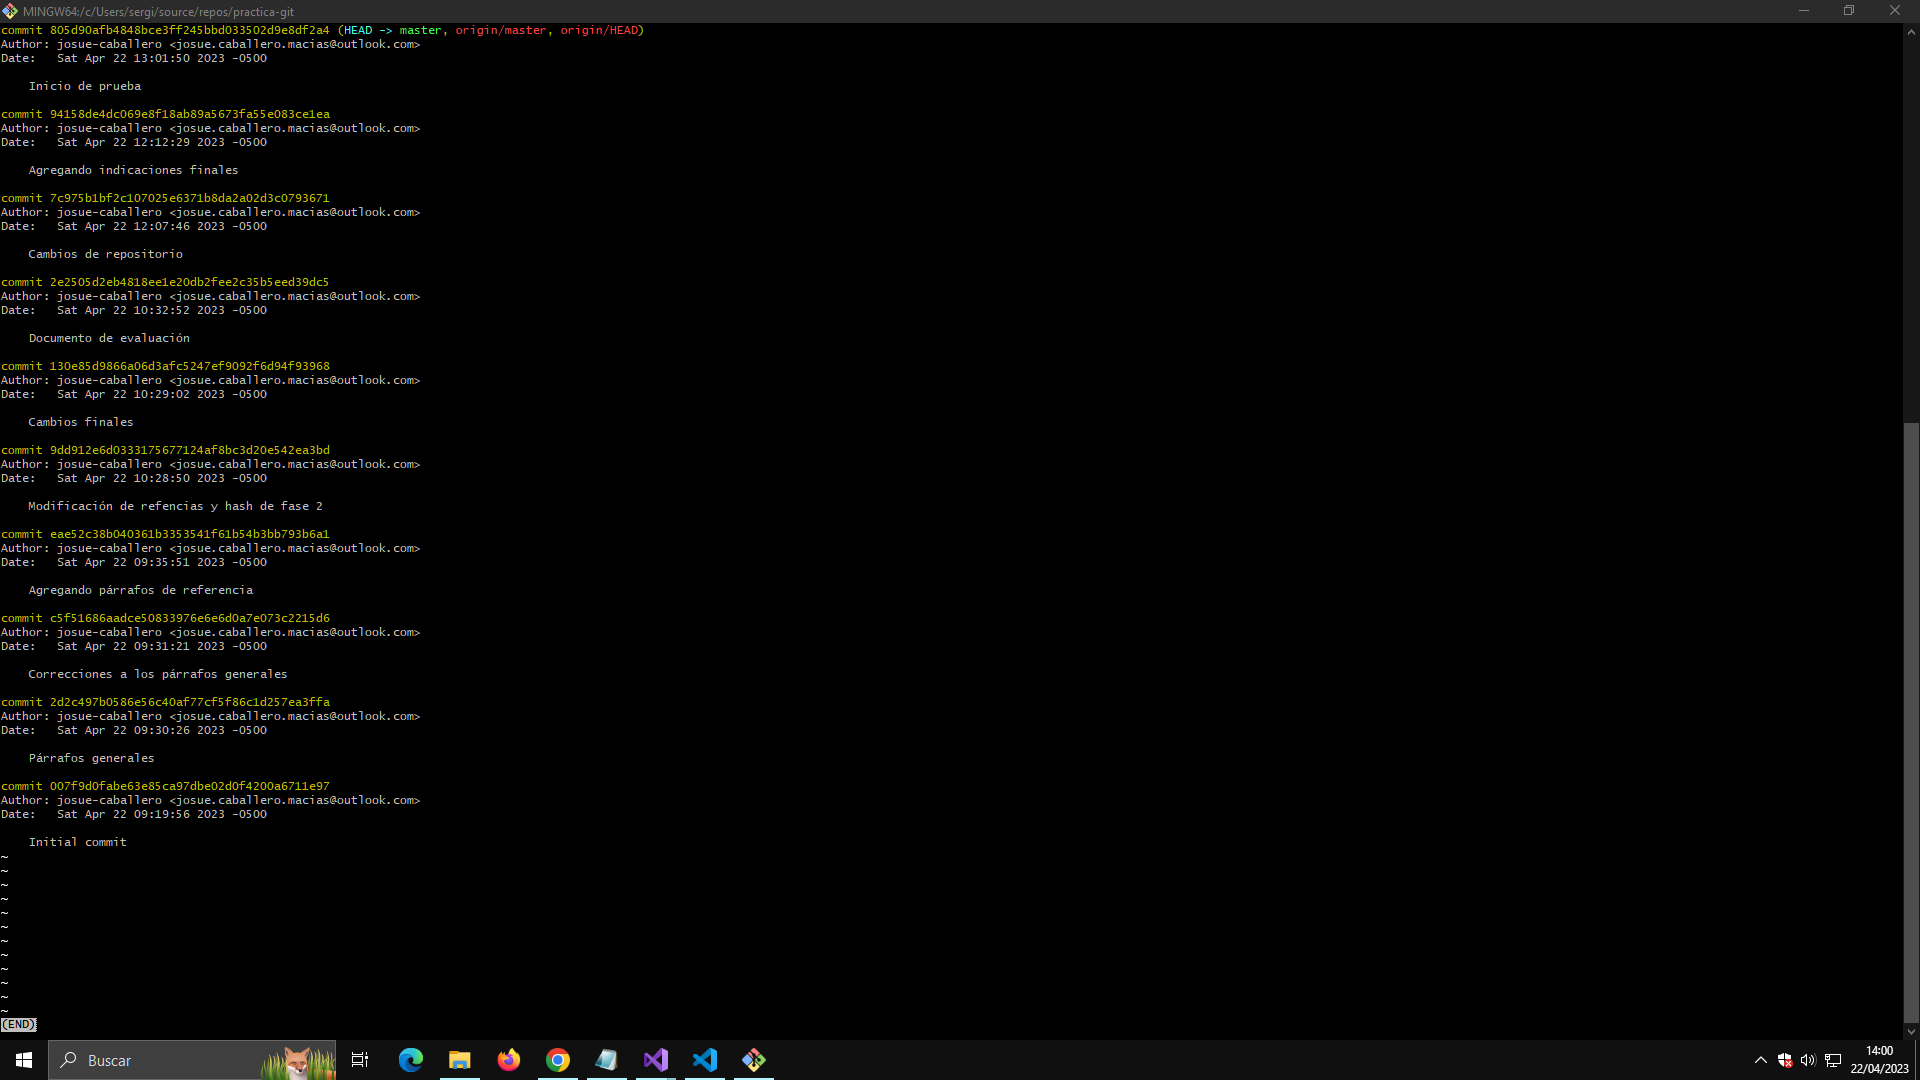 MINGW64:/c/Users/sergi/source/repos/practica-git
commit 805d90afb4848bce3ff245bbd033502d9e8df2a4 (HEAD -> master, origin/master, origin/HEAD)
Author: josue-caballero <josue.caballero.macias@outlook.com>
Date:   Sat Apr 22 13:01:50 2023 -0500
Inicio de prueba
commit 94158de4dc069e8f18ab89a5673fa55e083ce1ea
Author: josue-caballero <josue.caballero.macias@outlook.com>
Date:   Sat Apr 22 12:12:29 2023 -0500
Agregando indicaciones finales
commit 7c975b1bf2c107025e6371b8da2a02d3c0793671
Author: josue-caballero <josue.caballero.macias@outlook.com>
Date:   Sat Apr 22 12:07:46 2023 -0500
Cambios de repositorio
commit 2e2505d2eb4818ee1e20db2fee2c35b5eed39dc5
Author: josue-caballero <josue.caballero.macias@outlook.com>
Date:   Sat Apr 22 10:32:52 2023 -0500
Documento de evaluación
commit 130e85d9866a06d3afc5247ef9092f6d94f93968
Author: josue-caballero <josue.caballero.macias@outlook.com>
Date:   Sat Apr 22 10:29:02 2023 -0500
Cambios finales
commit 9dd912e6d0333175677124af8bc3d20e542ea3bd
Author: josue-caballero <josue.caballero.macias@outlook.com>
Date:   Sat Apr 22 10:28:50 2023 -0500
Modificación de refencias y hash de fase 2
commit eae52c38b040361b3353541f61b54b3bb793b6a1
Author: josue-caballero <josue.caballero.macias@outlook.com>
Date:   Sat Apr 22 09:35:51 2023 -0500
Agregando párrafos de referencia
commit c5f51686aadce50833976e6e6d0a7e073c2215d6
Author: josue-caballero <josue.caballero.macias@outlook.com>
Date:   Sat Apr 22 09:31:21 2023 -0500
Correcciones a los párrafos generales
commit 2d2c497b0586e56c40af77cf5f86c1d257ea3ffa
Author: josue-caballero <josue.caballero.macias@outlook.com>
Date:   Sat Apr 22 09:30:26 2023 -0500
Párrafos generales
commit 007f9d0fabe63e85ca97dbe02d0f4200a6711e97
Author: josue-caballero <josue.caballero.macias@outlook.com>
Date:   Sat Apr 22 09:19:56 2023 -0500
Initial commit
~
~
~
~
~
~
~
~
~
~
~
~
(END)
Buscar
14:00
22/04/2023